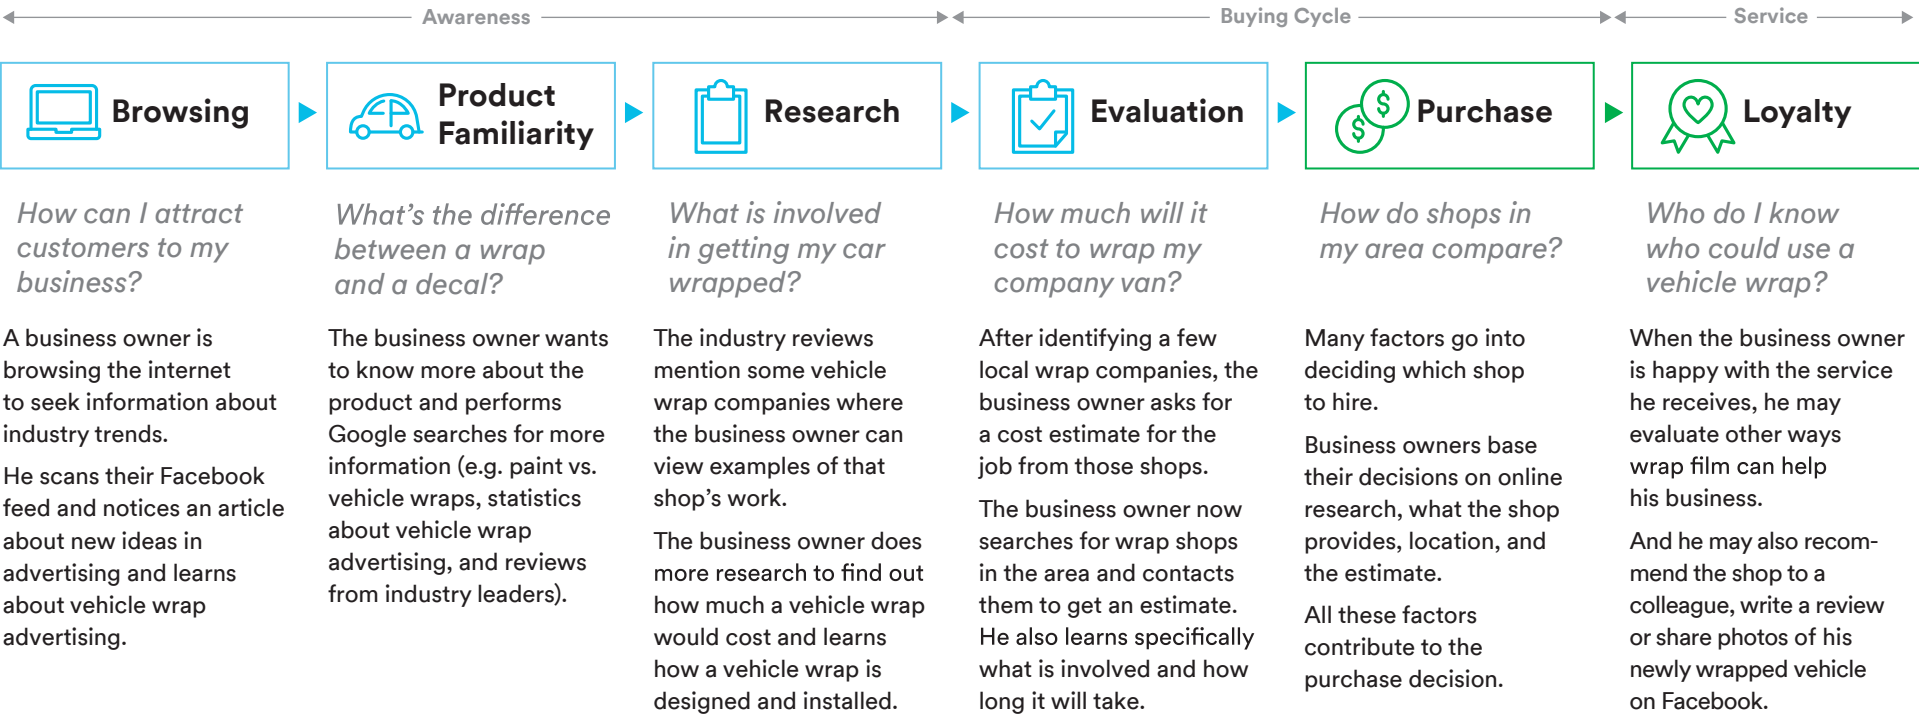 Awareness
Buying Cycle
Service
Browsing
Product
Familiarity
Research
Evaluation
Purchase
Loyalty
How can I attract
customers to my
business?
What's the difference
between a wrap
and a decal?
What is involved
in getting my car
wrapped?
How much will it
cost to wrap my
company van?
How do shops in
my area compare?
Who do I know
who could use a
vehicle wrap?
A business owner is
browsing the internet
to seek information about
industry trends.
He scans their Facebook
feed and notices an article
about new ideas in
advertising and learns
about vehicle wrap
advertising.
The business owner wants
to know more about the
product and performs
Google searches for more
information (e.g. paint vs.
vehicle wraps, statistics
about vehicle wrap
advertising, and reviews
from industry leaders).
The industry reviews
mention some vehicle
wrap companies where
the business owner can
view examples of that
shop's work.
The business owner does
more research to find out
how much a vehicle wrap
would cost and learns
how a vehicle wrap is
designed and installed.
After identifying a few
local wrap companies, the
business owner asks for
a cost estimate for the
job from those shops.
The business owner now
searches for wrap shops
in the area and contacts
them to get an estimate.
He also learns specifically
what is involved and how
long it will take.
Many factors go into
deciding which shop
to hire.
Business owners base
their decisions on online
research, what the shop
provides, location, and
the estimate.
All these factors
contribute to the
purchase decision.
When the business owner
is happy with the service
he receives, he may
evaluate other ways
wrap film can help
his business.
And he may also recom-
mend the shop to a
colleague, write a review
or share photos of his
newly wrapped vehicle
on Facebook.